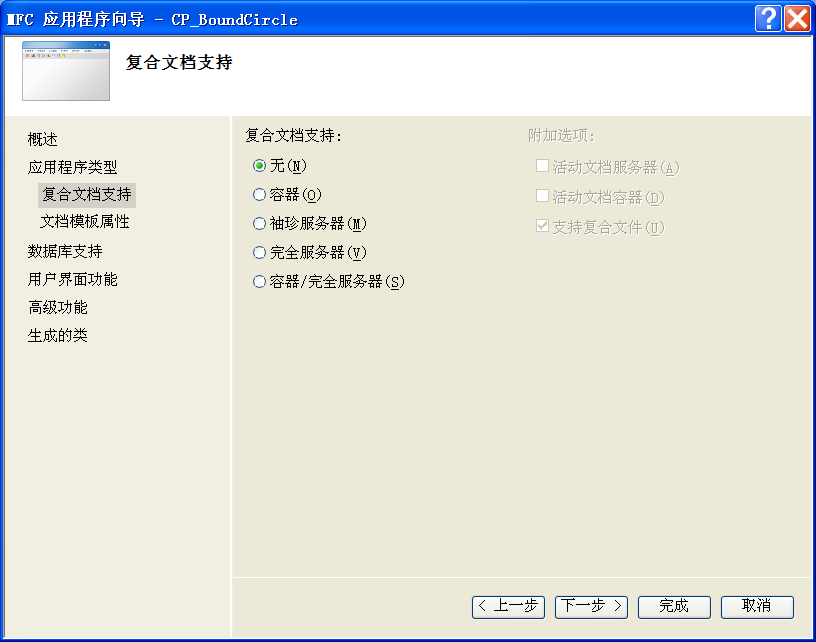 MFC 应用程序向导 - CP_BoundCircle
复合文档支持
概述
应用程序类型
复合文档支持
文档模板属性
数据库支持
用户界面功能
高级功能
生成的类
复合文档支持:
无(N)
容器(O)
袖珍服务器(M)
完全服务器(V)
容器/完全服务器(S)
附加选项:
活动文档服务器(A)
活动文档容器(D)
支持复合文件(U)
< 上一步
下一步 >
完成
取消